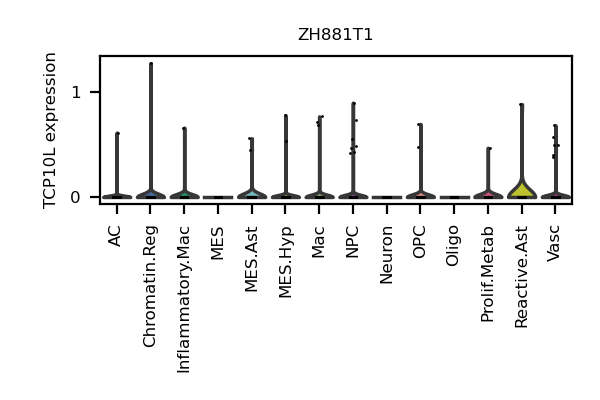 ZH881T1
TCP10L expression
1
0
AC
Chromatin.Reg
Inflammatory.Mac
MES
MES.Ast
MES.Hyp
Mac
NPC
Neuron
OPC
Oligo
Prolif.Metab
Reactive.Ast
Vasc